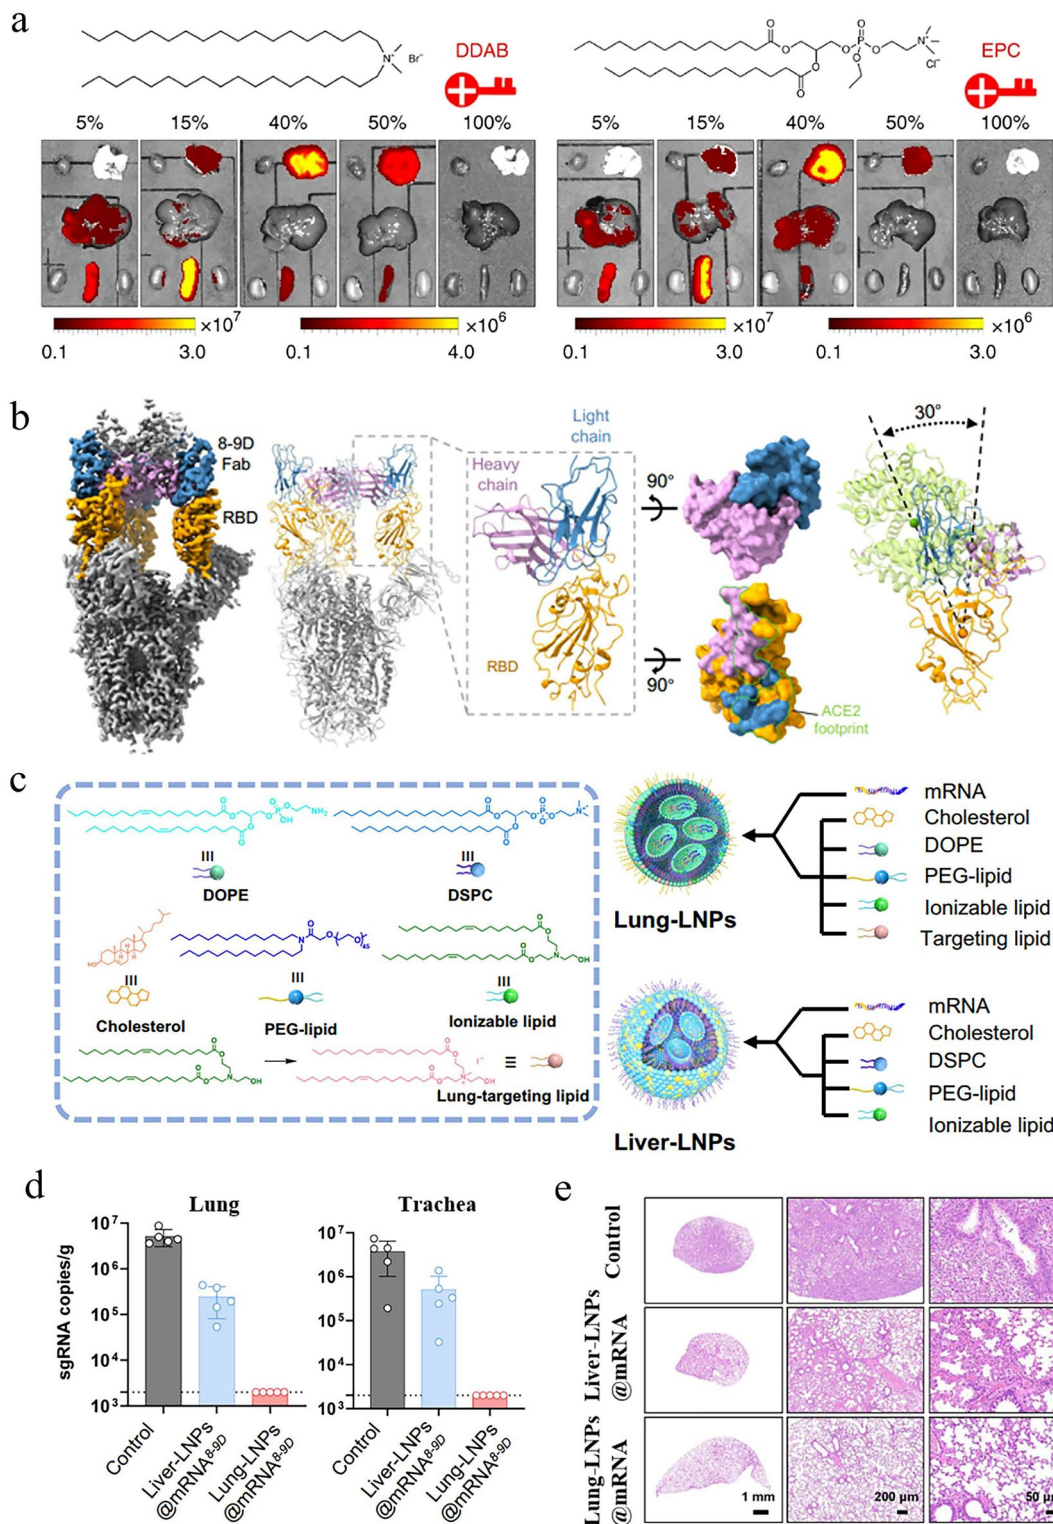 a
DDAB
EPC
Br⁻
Cl⁻
5% 15% 40% 50% 100%
5% 15% 40% 50% 100%
×10⁷
0.1 3.0
×10⁶
0.1 4.0
×10⁷
0.1 3.0
×10⁶
0.1 3.0
b
8-9D
Fab
RBD
Heavy
chain
Light
chain
RBD
90°
90°
ACE2
footprint
30°
c
DOPE
DSPC
Cholesterol
PEG-lipid
Ionizable lipid
Lung-targeting lipid
Lung-LNPs
mRNA
Cholesterol
DOPE
PEG-lipid
Ionizable lipid
Targeting lipid
Liver-LNPs
mRNA
Cholesterol
DSPC
PEG-lipid
Ionizable lipid
d
Lung
Trachea
sgRNA copies/g
10⁷
10⁶
10⁵
10⁴
10³
10⁷
10⁶
10⁵
10⁴
10³
Control
Liver-LNPs
@mRNA⁸⁻⁹ᴰ
Lung-LNPs
@mRNA⁸⁻⁹ᴰ
Control
Liver-LNPs
@mRNA⁸⁻⁹ᴰ
Lung-LNPs
@mRNA⁸⁻⁹ᴰ
e
Control
Liver-LNPs
@mRNA
Lung-LNPs
@mRNA
1 mm
200 µm
50 µ